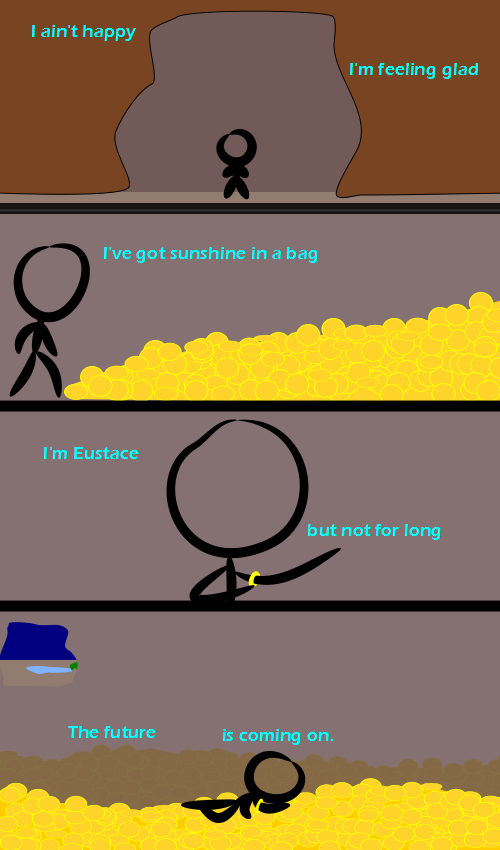 I ain't happy
I'm feeling glad
I've got sunshine in a bag
I'm Eustace
but not for long
The future
is coming on.